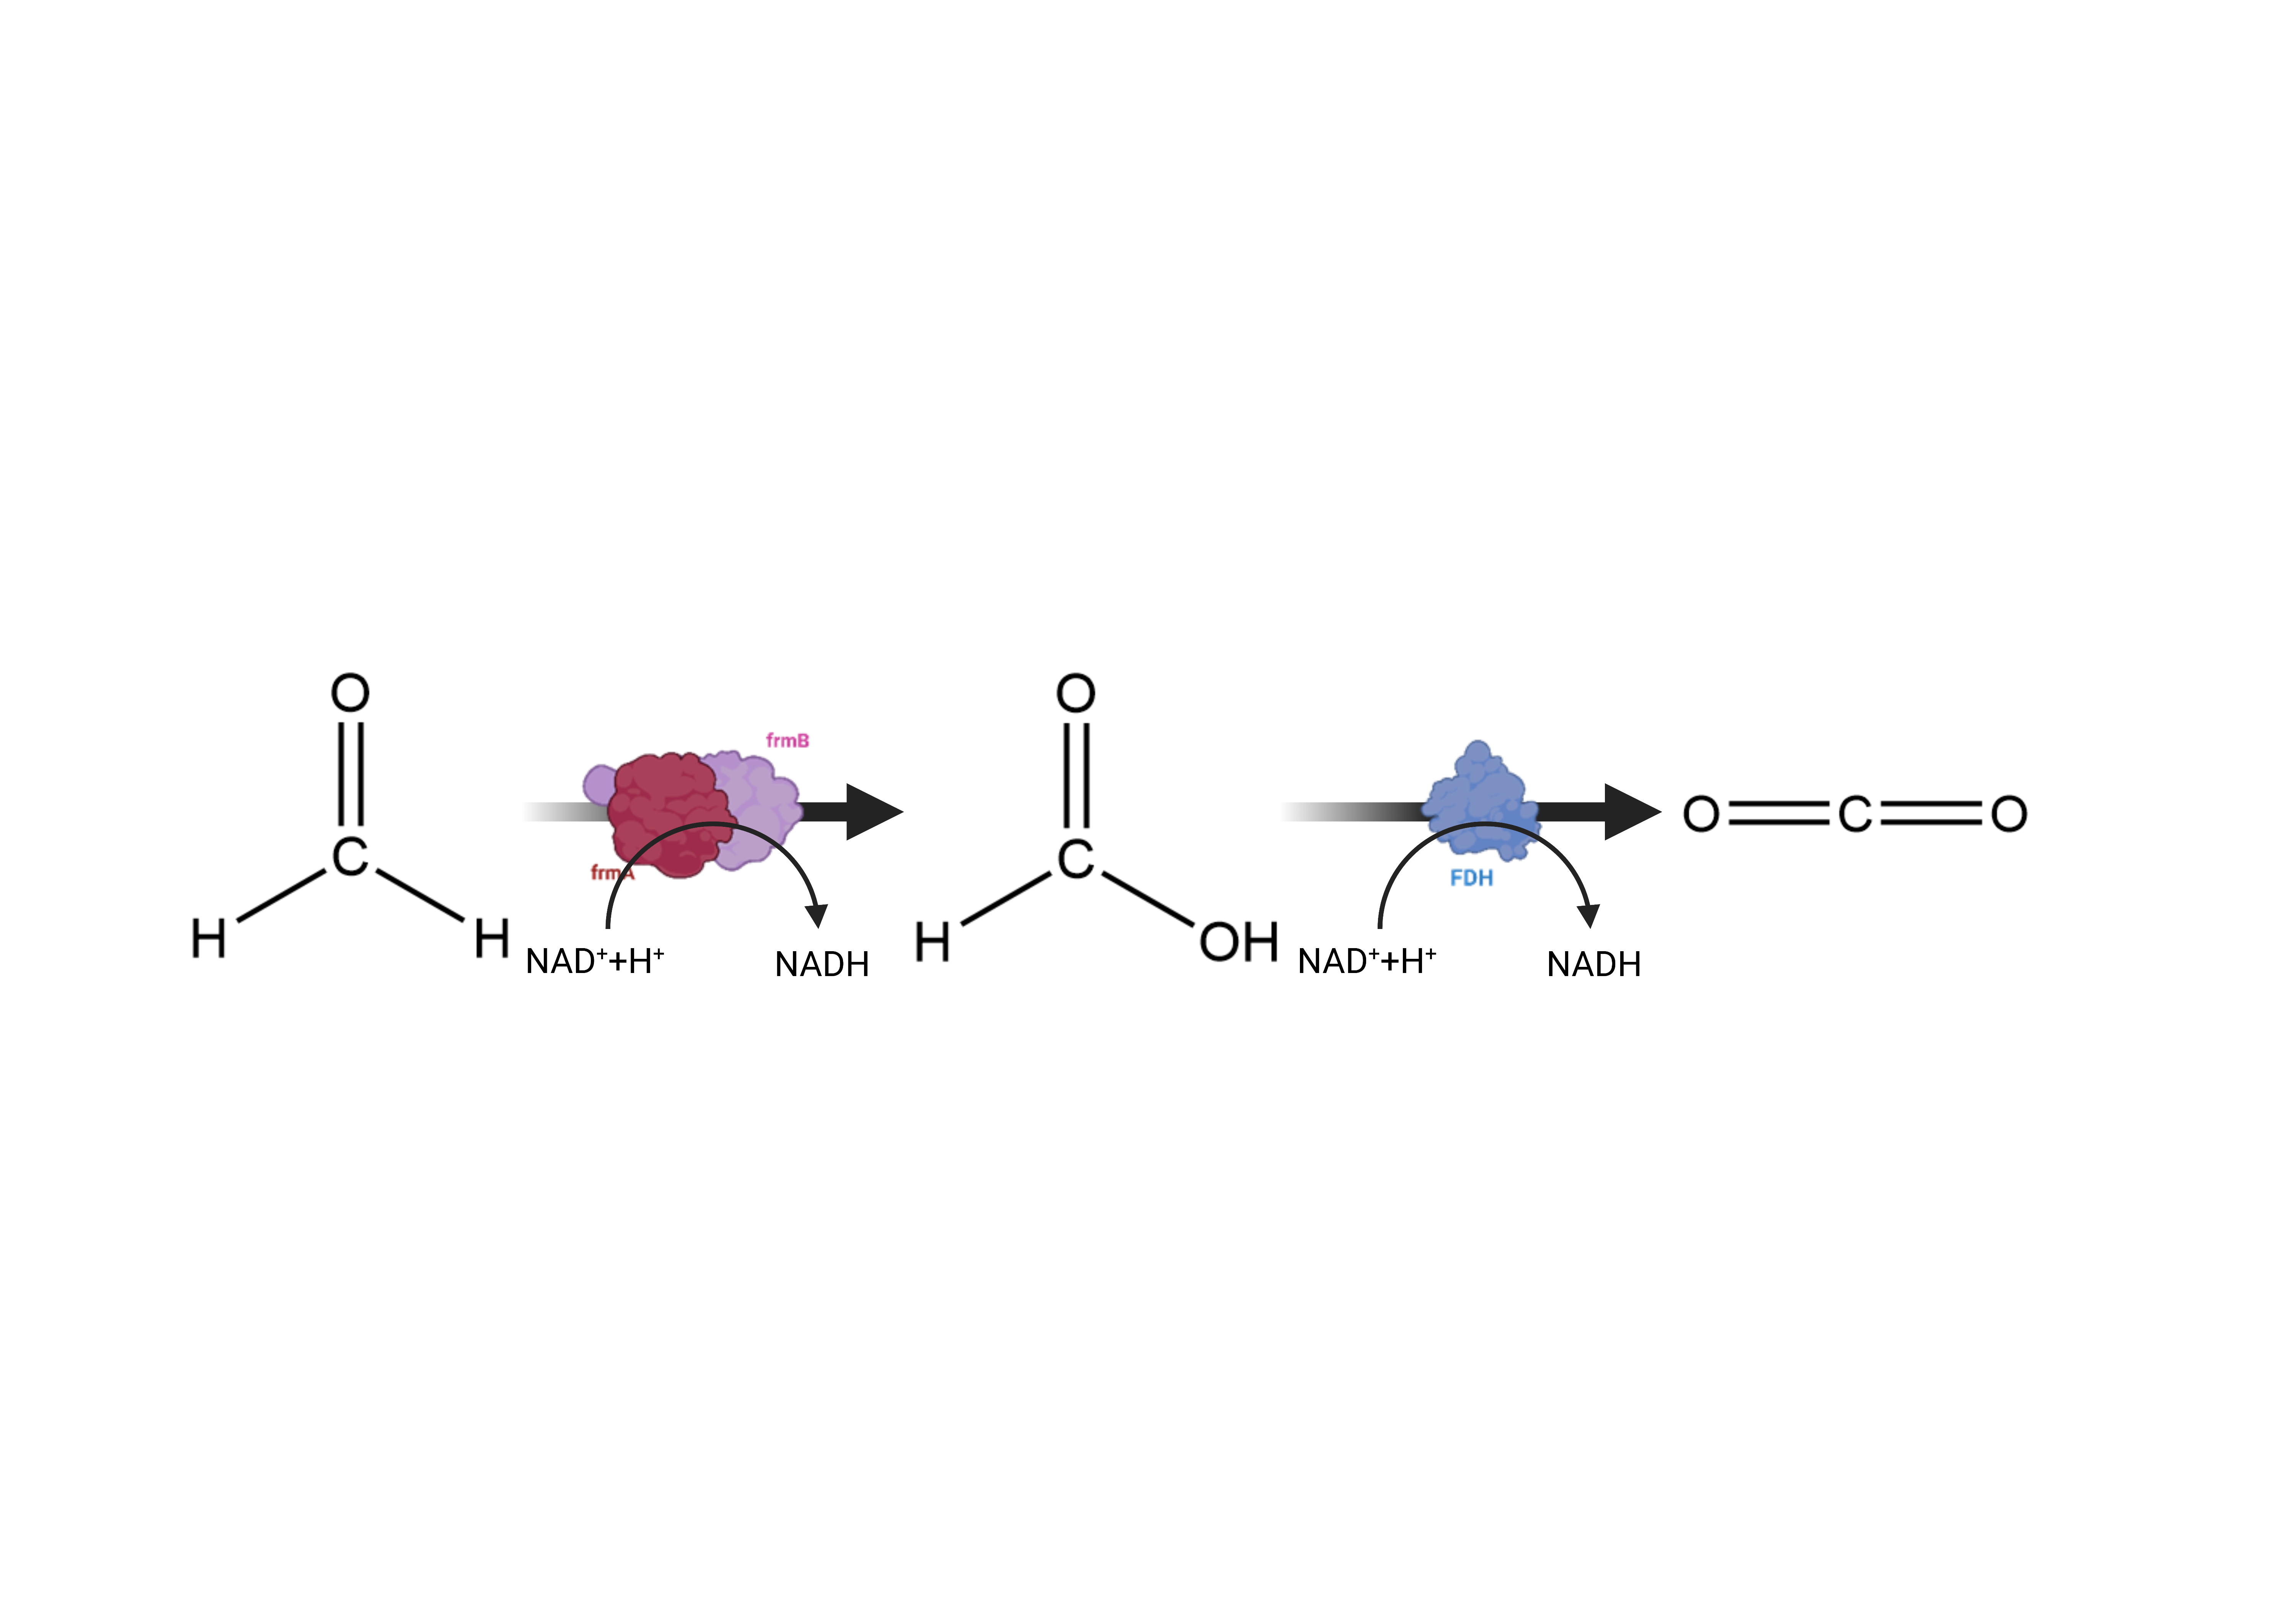 O
C
H
H
frmB
frmA
NAD⁺+H⁺
NADH
O
C
H
OH
FDH
NAD⁺+H⁺
NADH
O C O